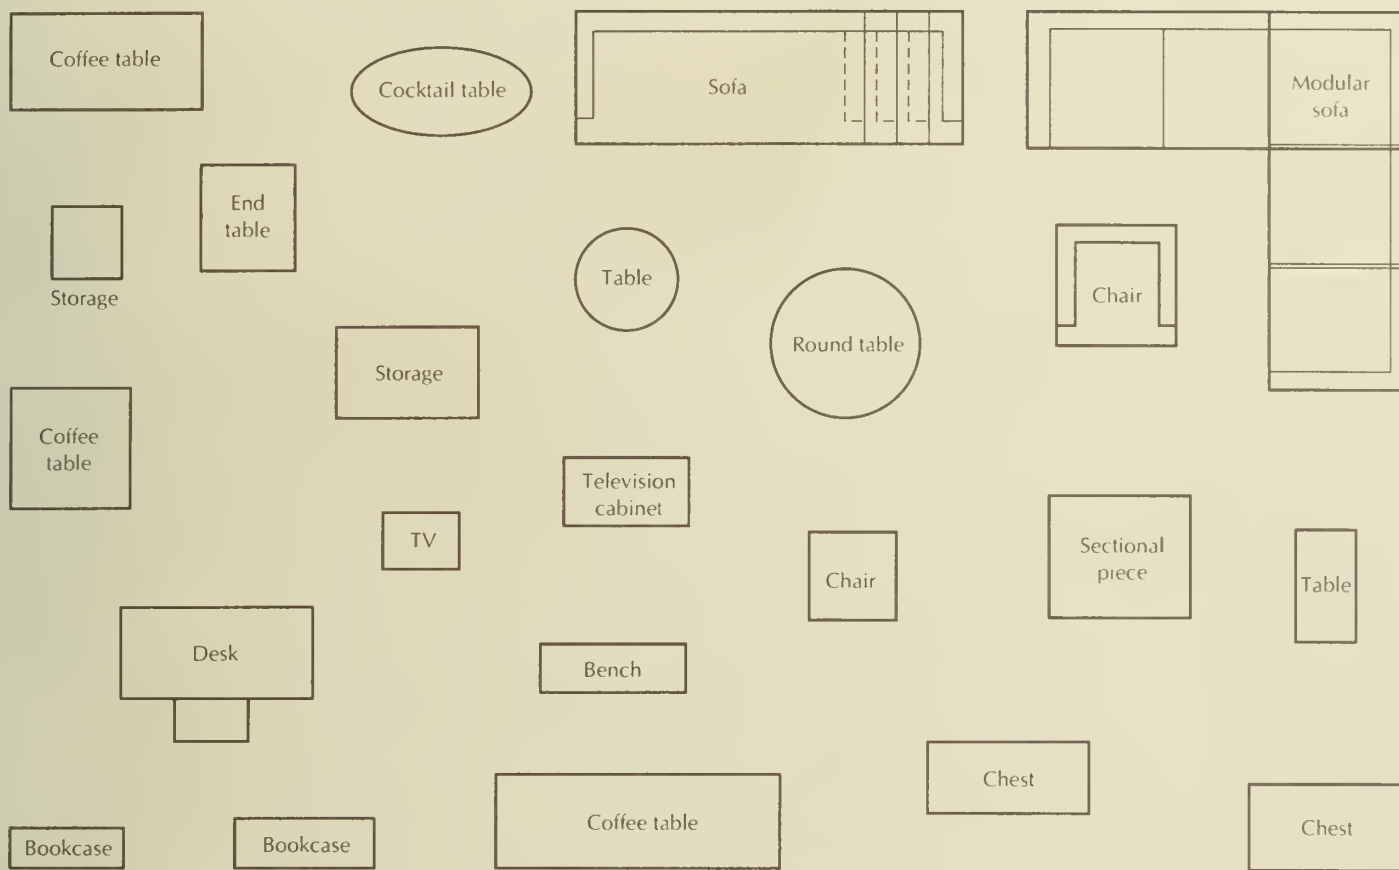 Coffee table
Cocktail table
Sofa
Modular
sofa
End
table
Storage
Table
Chair
Round table
Storage
Coffee
table
Television
cabinet
TV
Chair
Sectional
piece
Table
Desk
Bench
Chest
Coffee table
Chest
Bookcase
Bookcase